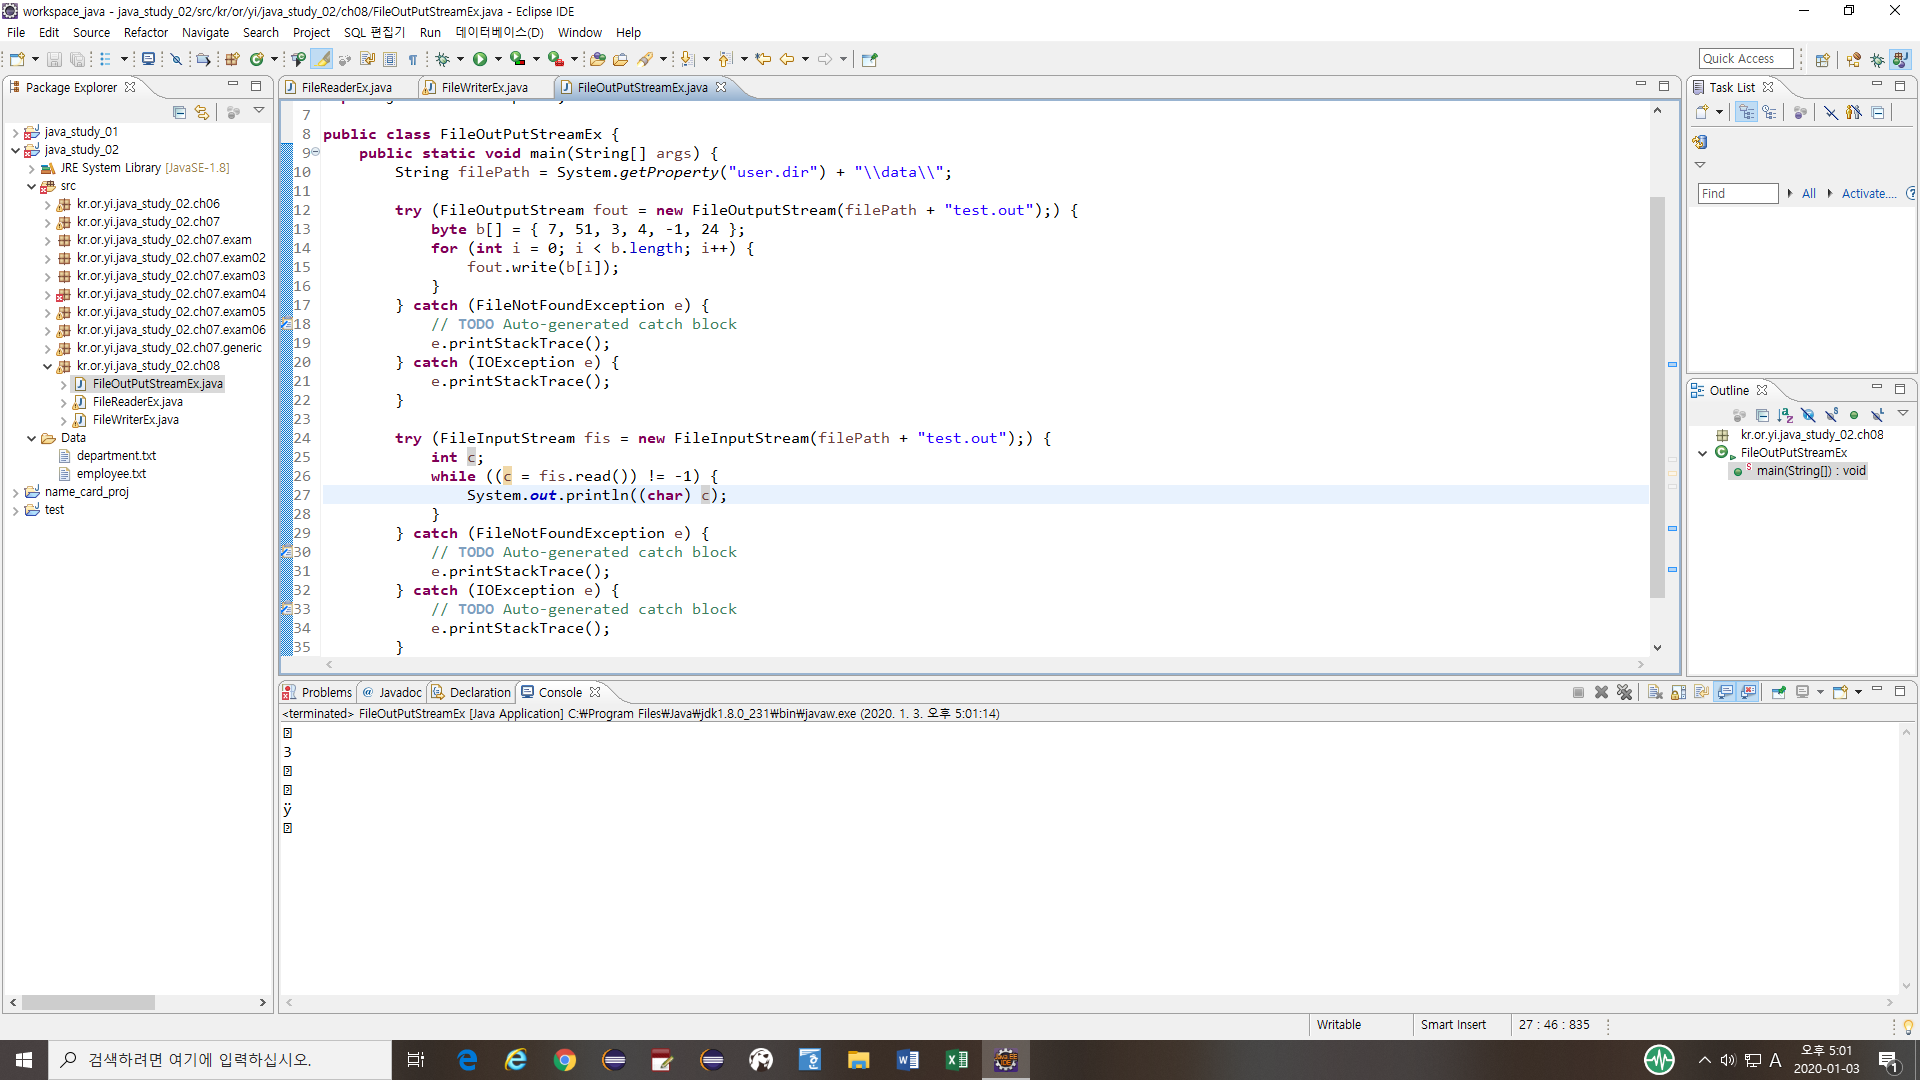 workspace_java - java_study_02/src/kr/or/yi/java_study_02/ch08/FileOutPutStreamEx.java - Eclipse IDE
File Edit Source Refactor Navigate Search Project SQL 편집기 Run 데이터베이스(D) Window Help
Quick Access
Package Explorer
java_study_01
java_study_02
JRE System Library [JavaSE-1.8]
src
kr.or.yi.java_study_02.ch06
kr.or.yi.java_study_02.ch07
kr.or.yi.java_study_02.ch07.exam
kr.or.yi.java_study_02.ch07.exam02
kr.or.yi.java_study_02.ch07.exam03
kr.or.yi.java_study_02.ch07.exam04
kr.or.yi.java_study_02.ch07.exam05
kr.or.yi.java_study_02.ch07.exam06
kr.or.yi.java_study_02.ch07.generic
kr.or.yi.java_study_02.ch08
FileOutPutStreamEx.java
FileReaderEx.java
FileWriterEx.java
Data
department.txt
employee.txt
name_card_proj
test
FileReaderEx.java FileWriterEx.java FileOutPutStreamEx.java
7
8 public class FileOutPutStreamEx {
9 public static void main(String[] args) {
10 String filePath = System.getProperty("user.dir") + "\\data\\";
11
12 try (FileOutputStream fout = new FileOutputStream(filePath + "test.out");) {
13 byte b[] = { 7, 51, 3, 4, -1, 24 };
14 for (int i = 0; i < b.length; i++) {
15 fout.write(b[i]);
16 }
17 } catch (FileNotFoundException e) {
18 // TODO Auto-generated catch block
19 e.printStackTrace();
20 } catch (IOException e) {
21 e.printStackTrace();
22 }
23
24 try (FileInputStream fis = new FileInputStream(filePath + "test.out");) {
25 int c;
26 while ((c = fis.read()) != -1) {
27 System.out.println((char) c);
28 }
29 } catch (FileNotFoundException e) {
30 // TODO Auto-generated catch block
31 e.printStackTrace();
32 } catch (IOException e) {
33 // TODO Auto-generated catch block
34 e.printStackTrace();
35 }
Task List
Find All Activate....
Outline
kr.or.yi.java_study_02.ch08
FileOutPutStreamEx
main(String[]) : void
Problems Javadoc Declaration Console
<terminated> FileOutPutStreamEx [Java Application] C:₩Program Files₩Java₩jdk1.8.0_231₩bin₩javaw.exe (2020. 1. 3. 오후 5:01:14)
3
ÿ
Writable Smart Insert 27 : 46 : 835
검색하려면 여기에 입력하십시오.
A 오후 5:01
2020-01-03
1